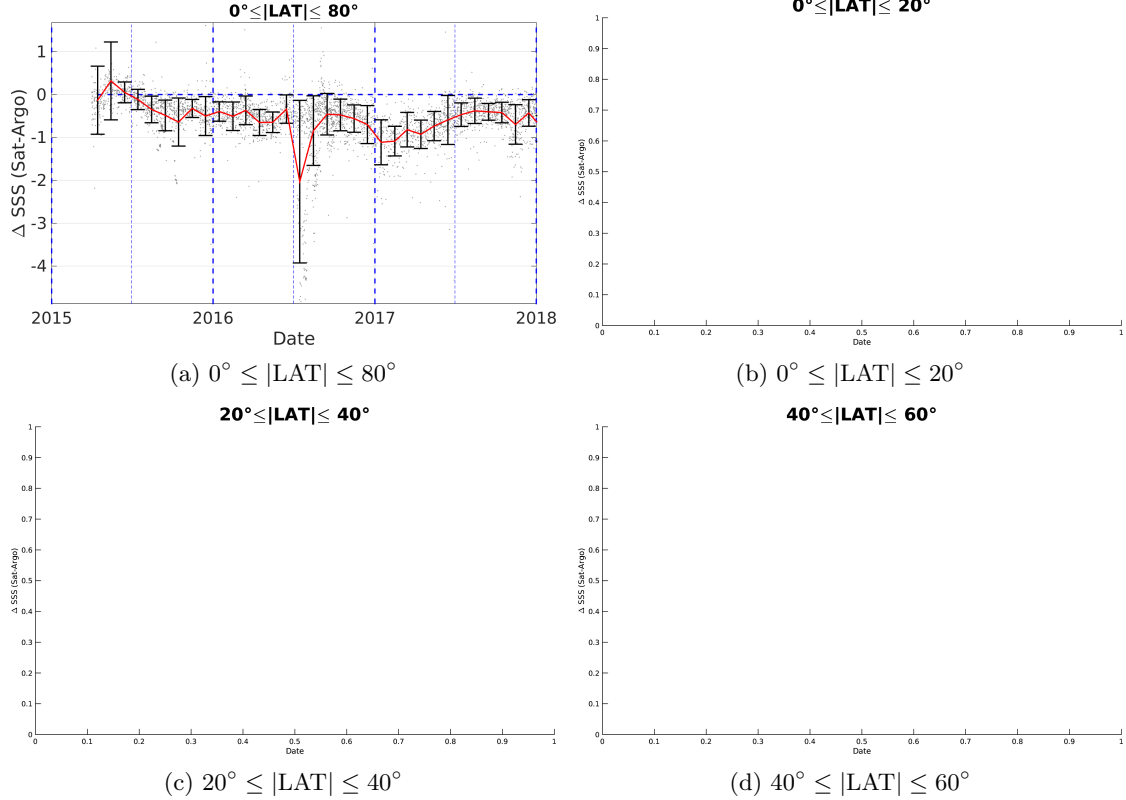 0°≤|LAT|≤ 80°
1
0
-1
-2
-3
-4
Δ SSS (Sat-Argo)
2015 2016 2017 2018
Date
(a) 0° ≤ |LAT| ≤ 80°
0°≤|LAT|≤ 20°
1
0.9
0.8
0.7
0.6
0.5
0.4
0.3
0.2
0.1
0
Δ SSS (Sat-Argo)
0 0.1 0.2 0.3 0.4 0.5 0.6 0.7 0.8 0.9 1
Date
(b) 0° ≤ |LAT| ≤ 20°
20°≤|LAT|≤ 40°
1
0.9
0.8
0.7
0.6
0.5
0.4
0.3
0.2
0.1
0
Δ SSS (Sat-Argo)
0 0.1 0.2 0.3 0.4 0.5 0.6 0.7 0.8 0.9 1
Date
(c) 20° ≤ |LAT| ≤ 40°
40°≤|LAT|≤ 60°
1
0.9
0.8
0.7
0.6
0.5
0.4
0.3
0.2
0.1
0
Δ SSS (Sat-Argo)
0 0.1 0.2 0.3 0.4 0.5 0.6 0.7 0.8 0.9 1
Date
(d) 40° ≤ |LAT| ≤ 60°